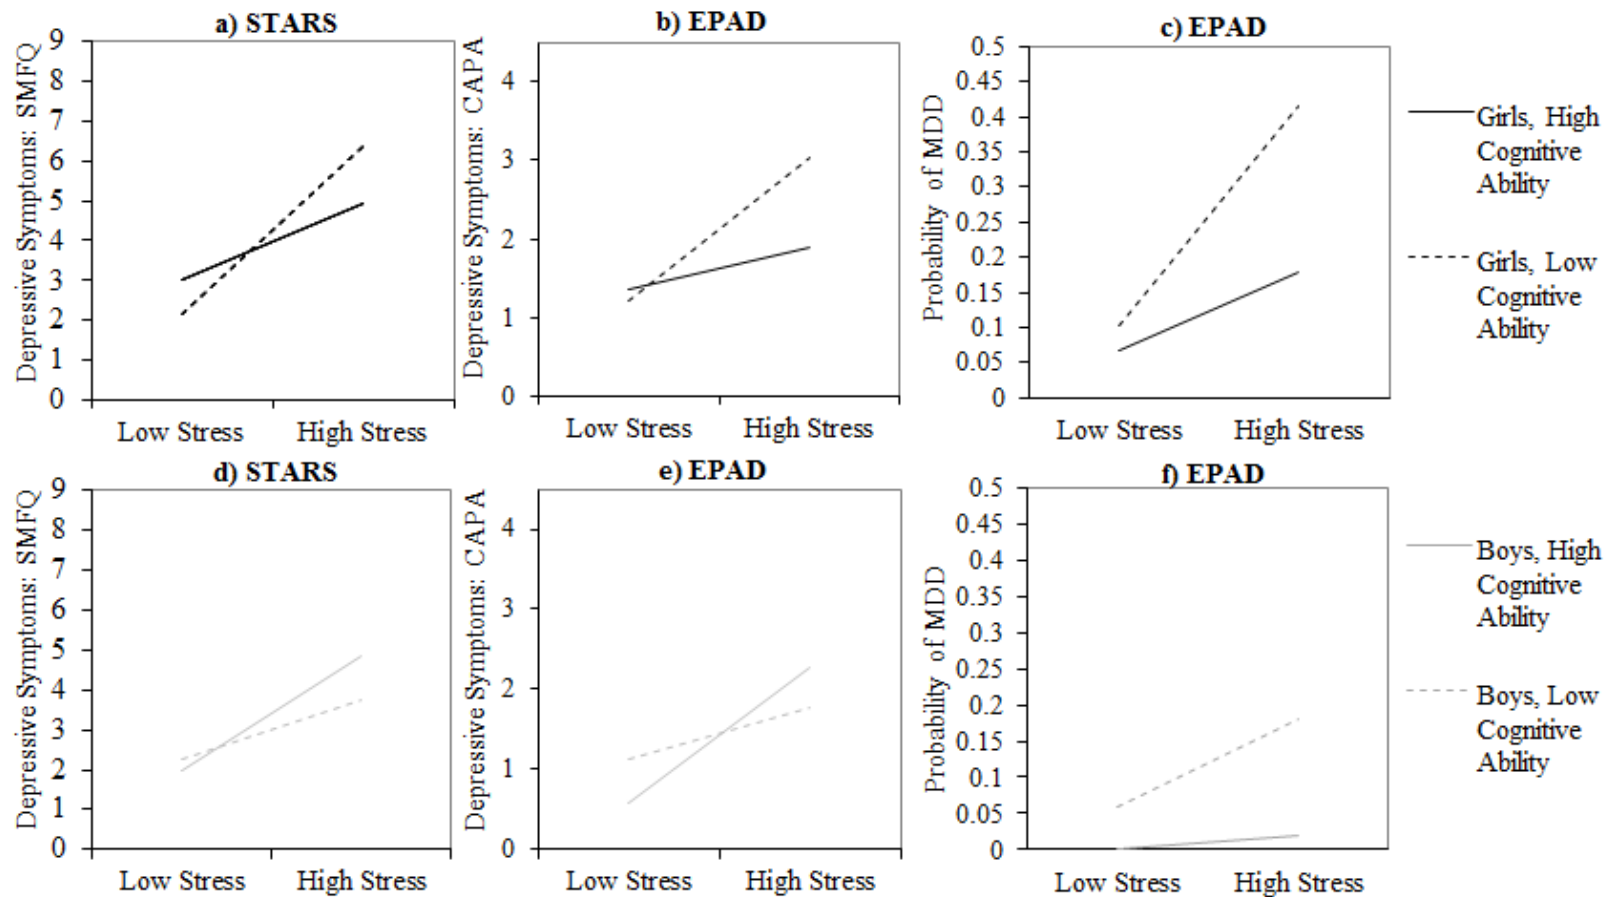 a) STARS
Depressive Symptoms: SMFQ
9
8
7
6
5
4
3
2
1
0
Low Stress High Stress
b) EPAD
Depressive Symptoms: CAPA
4
3
2
1
0
Low Stress High Stress
c) EPAD
Probability of MDD
0.5
0.45
0.4
0.35
0.3
0.25
0.2
0.15
0.1
0.05
0
Low Stress High Stress
Girls, High
Cognitive
Ability
Girls, Low
Cognitive
Ability
d) STARS
Depressive Symptoms: SMFQ
9
8
7
6
5
4
3
2
1
0
Low Stress High Stress
e) EPAD
Depressive Symptoms: CAPA
4
3
2
1
0
Low Stress High Stress
f) EPAD
Probability of MDD
0.5
0.45
0.4
0.35
0.3
0.25
0.2
0.15
0.1
0.05
0
Low Stress High Stress
Boys, High
Cognitive
Ability
Boys, Low
Cognitive
Ability